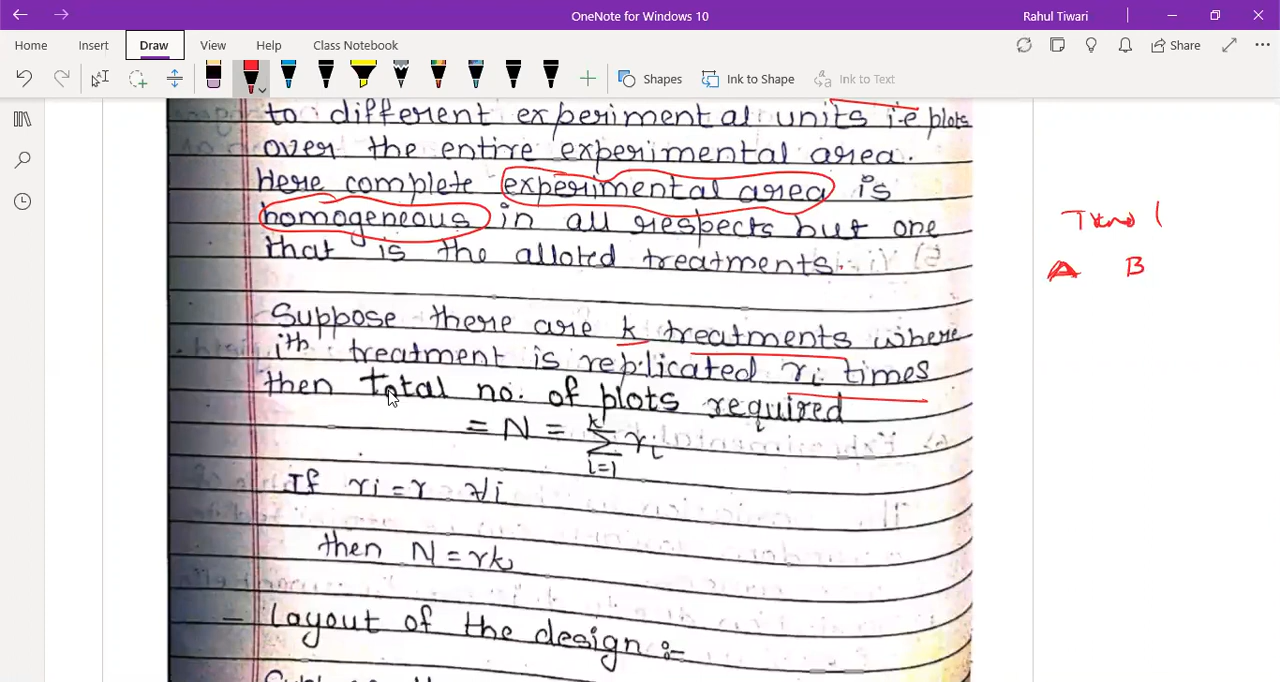 OneNote for Windows 10
Rahul Tiwari
Home Insert Draw View Help Class Notebook
Share
Shapes Ink to Shape Ink to Text
to different experimental units i.e plots
over the entire experimental area.
Here complete experimental area is
homogeneous in all respects but one
that is the alloted treatments.
A B
Suppose there are k treatments where
ith treatment is replicated ri times
then total no. of plots required
= N = k Σ i=1 ri
If ri = r ∀i
then N = rk
- Layout of the design :-